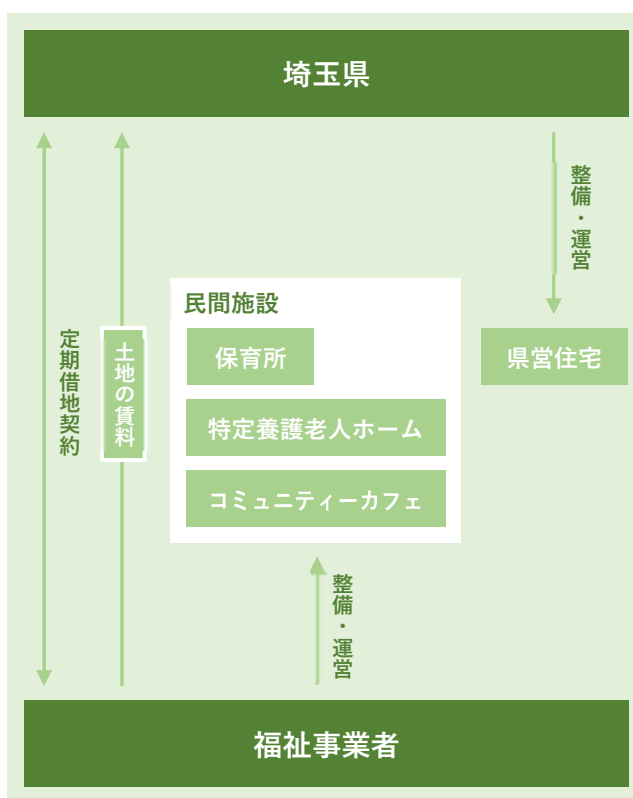 埼玉県
整備・運営
民間施設
保育所
県営住宅
定期借地契約
土地の賃料
特定養護老人ホーム
コミュニティーカフェ
整備・運営
福祉事業者